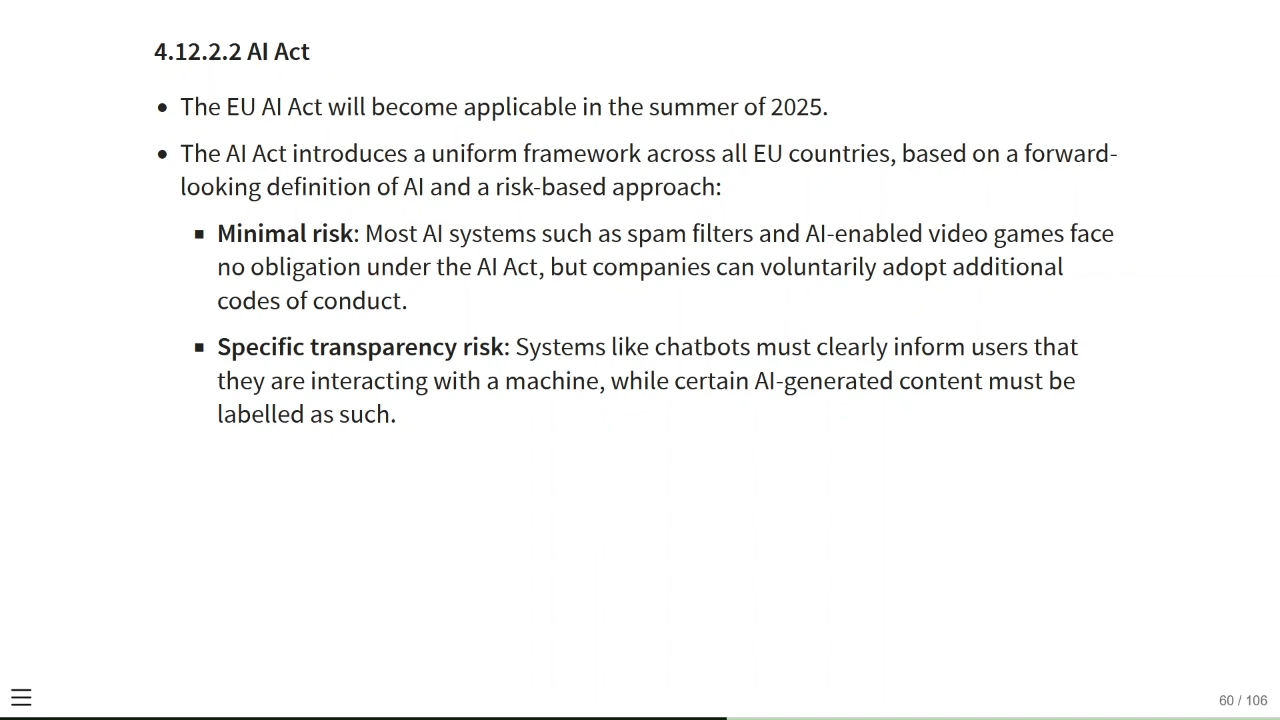 4.12.2.2 AI Act
• The EU AI Act will become applicable in the summer of 2025.
• The AI Act introduces a uniform framework across all EU countries, based on a forward-
looking definition of AI and a risk-based approach:
▪ Minimal risk: Most AI systems such as spam filters and AI-enabled video games face
no obligation under the AI Act, but companies can voluntarily adopt additional
codes of conduct.
▪ Specific transparency risk: Systems like chatbots must clearly inform users that
they are interacting with a machine, while certain AI-generated content must be
labelled as such.
60 / 106